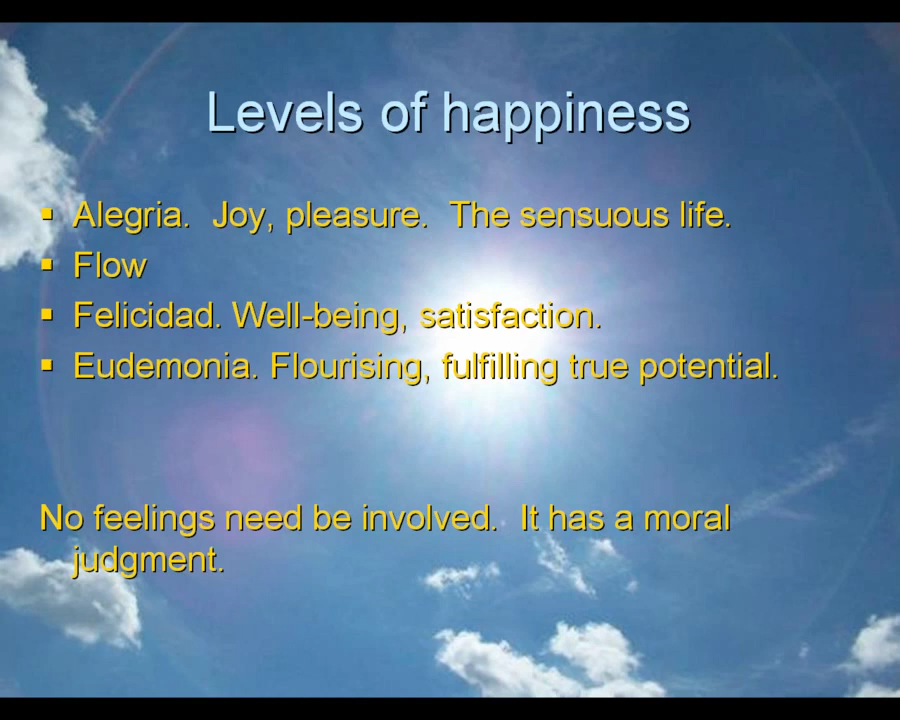 Levels of happiness
▪ Alegria.  Joy, pleasure.  The sensuous life.
▪ Flow
▪ Felicidad. Well-being, satisfaction.
▪ Eudemonia. Flourising, fulfilling true potential.
No feelings need be involved.  It has a moral
judgment.